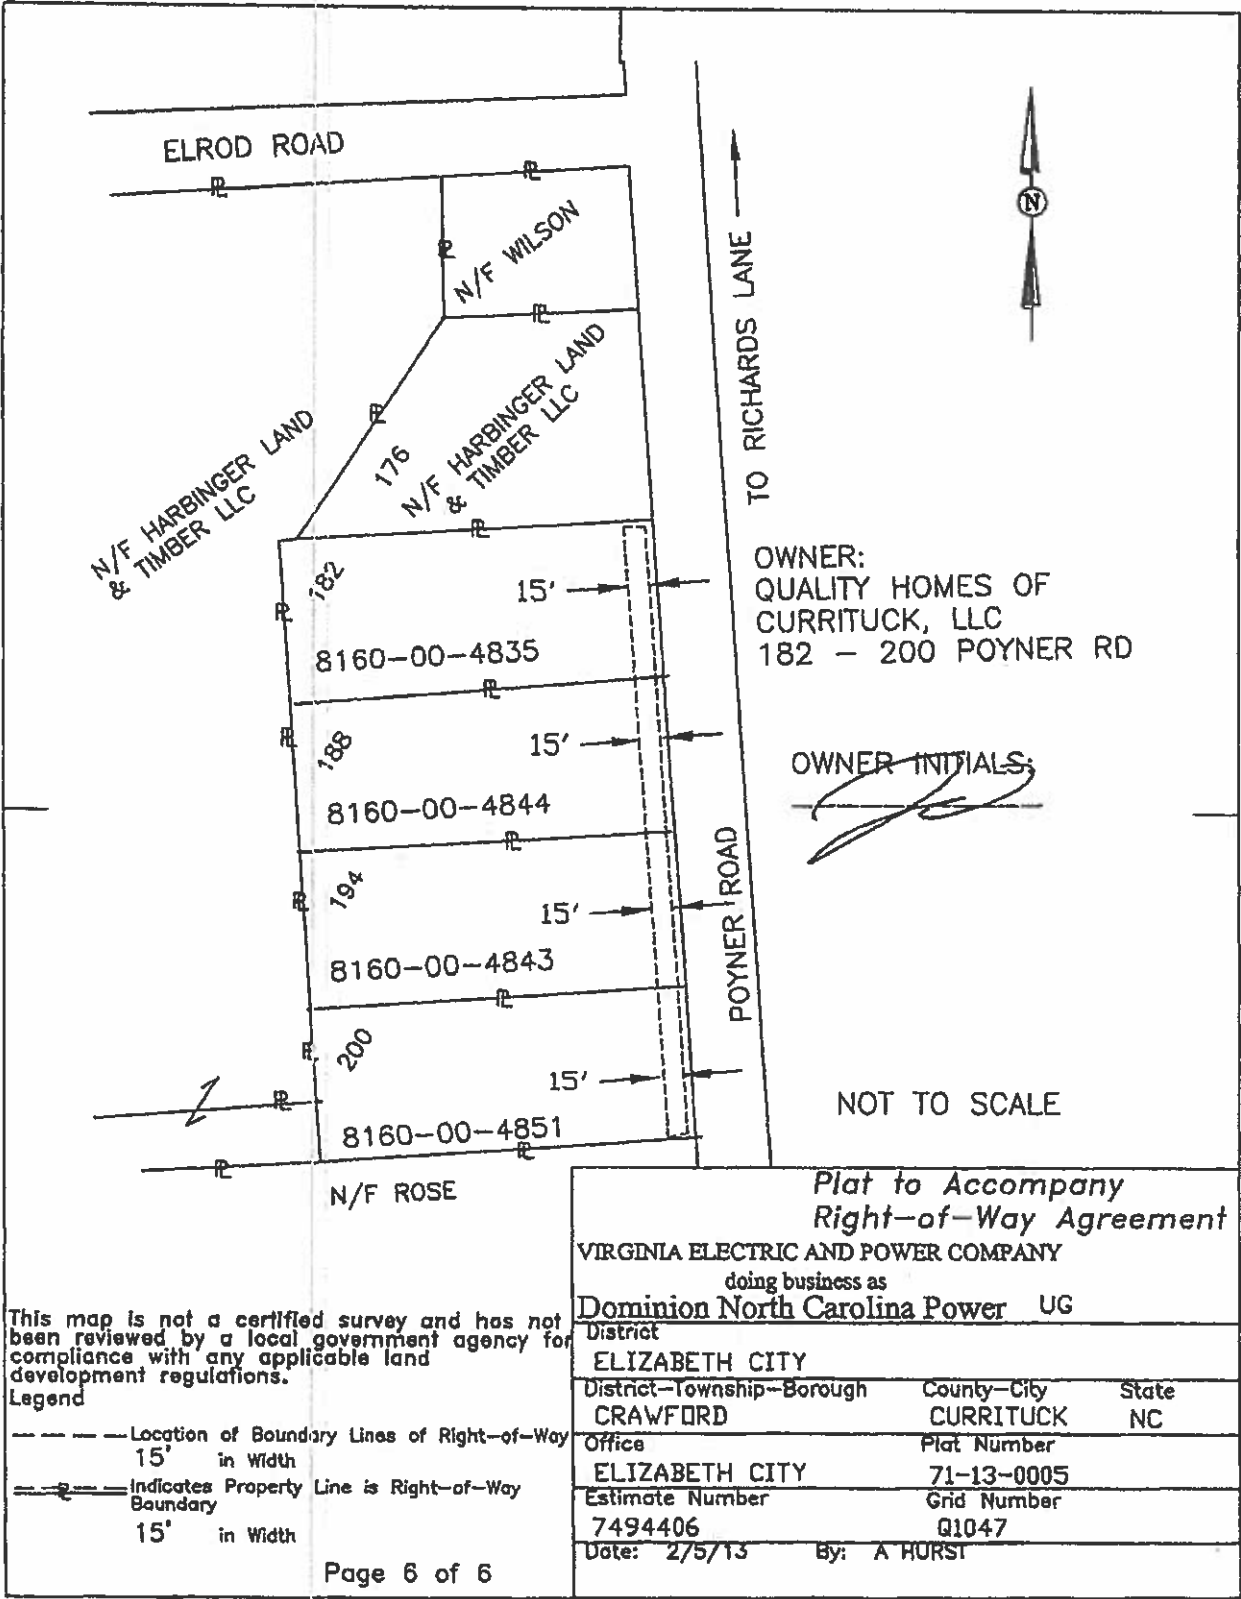 ELROD ROAD
N/F WILSON
TO RICHARDS LANE
N
N/F HARBINGER LAND
& TIMBER LLC
176
N/F HARBINGER LAND
& TIMBER LLC
182
15'
8160-00-4835
OWNER:
QUALITY HOMES OF
CURRITUCK, LLC
182 - 200 POYNER RD
188
15'
8160-00-4844
OWNER INITIALS:
194
15'
8160-00-4843
POYNER ROAD
200
15'
8160-00-4851
NOT TO SCALE
N/F ROSE
Plat to Accompany
Right-of-Way Agreement
VIRGINIA ELECTRIC AND POWER COMPANY
doing business as
Dominion North Carolina Power UG
District
ELIZABETH CITY
District-Township-Borough County-City State
CRAWFORD CURRITUCK NC
Office Plat Number
ELIZABETH CITY 71-13-0005
Estimate Number Grid Number
7494406 Q1047
Date: 2/5/13 By: A HURST
This map is not a certified survey and has not
been reviewed by a local government agency for
compliance with any applicable land
development regulations.
Legend
Location of Boundary Lines of Right-of-Way
15' in Width
Indicates Property Line is Right-of-Way
Boundary
15' in Width
Page 6 of 6